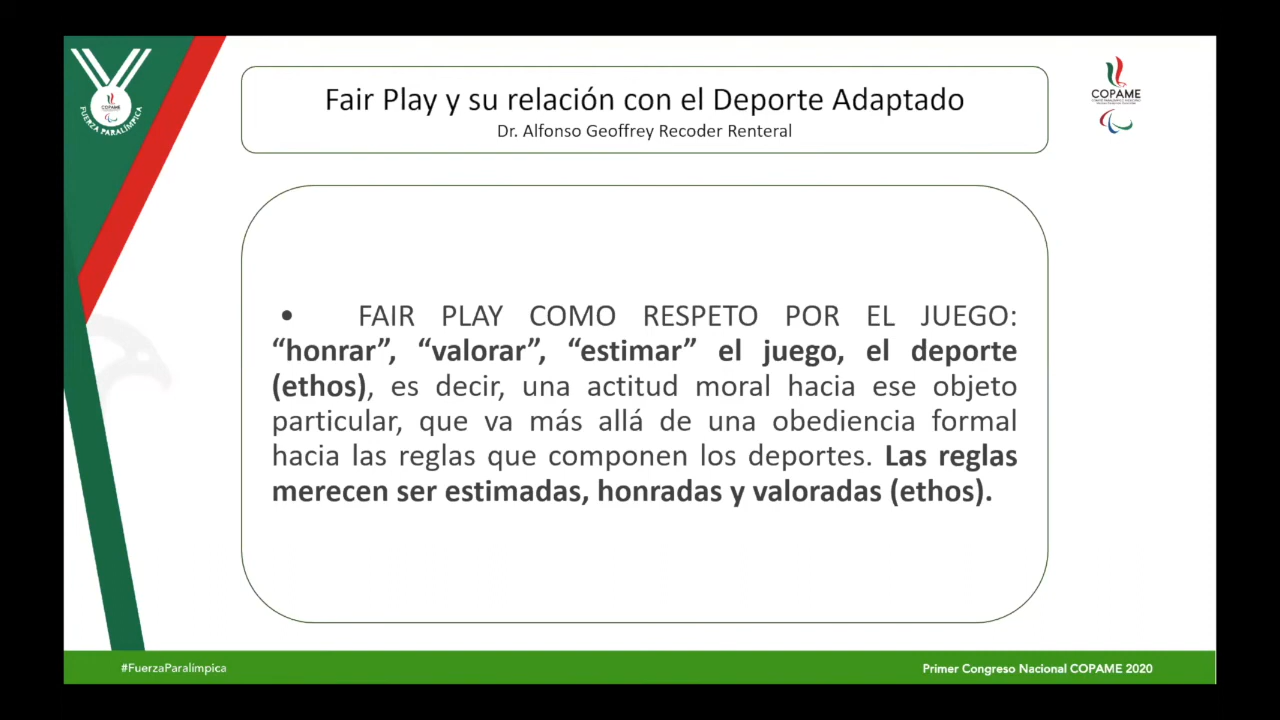 FUERZA PARALÍMPICA
COPAME
Fair Play y su relación con el Deporte Adaptado
Dr. Alfonso Geoffrey Recoder Renteral
COPAME
• FAIR PLAY COMO RESPETO POR EL JUEGO:
“honrar”, “valorar”, “estimar” el juego, el deporte
(ethos), es decir, una actitud moral hacia ese objeto
particular, que va más allá de una obediencia formal
hacia las reglas que componen los deportes. Las reglas
merecen ser estimadas, honradas y valoradas (ethos).
#FuerzaParalímpica
Primer Congreso Nacional COPAME 2020